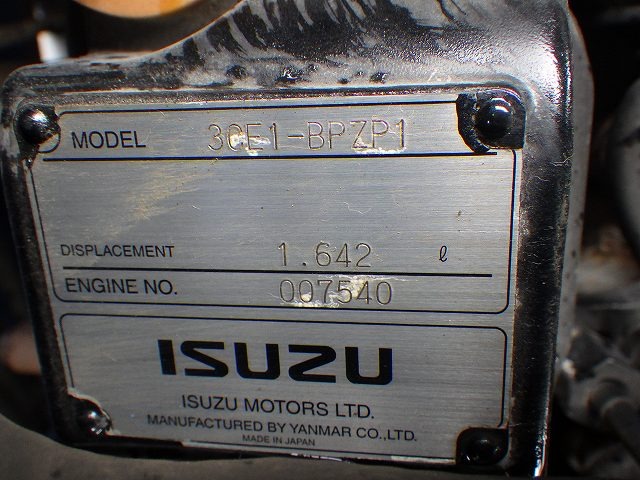 MODEL 3CE1-BPZP1
DISPLACEMENT 1.642 ℓ
ENGINE NO. 007540
ISUZU
ISUZU MOTORS LTD.
MANUFACTURED BY YANMAR CO.,LTD.
MADE IN JAPAN